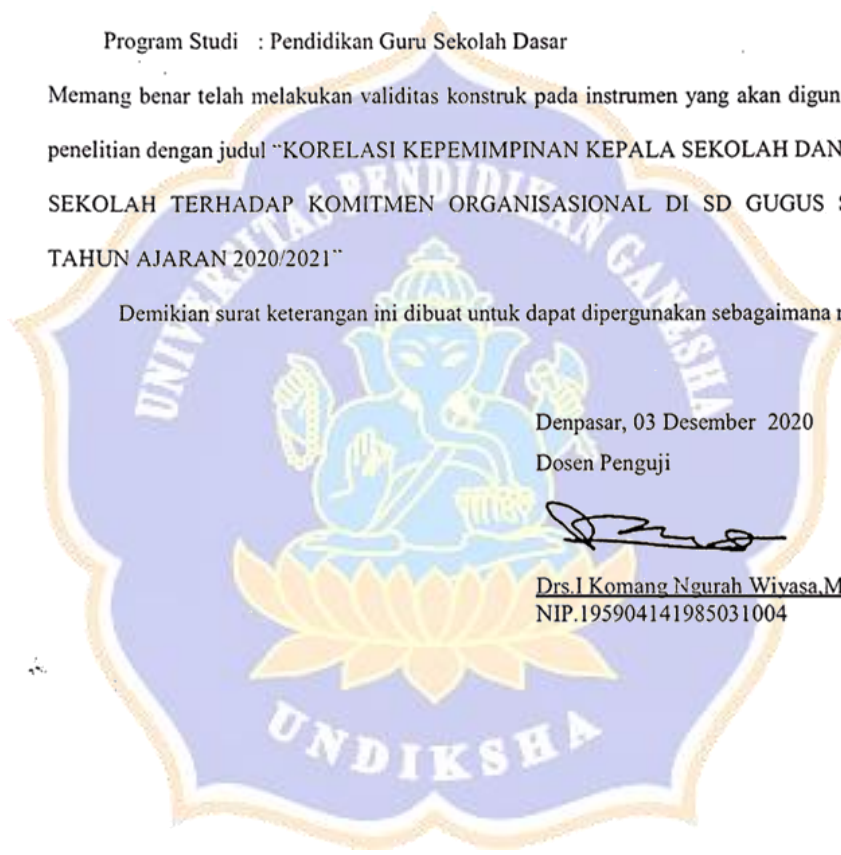 Program Studi : Pendidikan Guru Sekolah Dasar
Memang benar telah melakukan validitas konstruk pada instrumen yang akan digun
penelitian dengan judul “KORELASI KEPEMIMPINAN KEPALA SEKOLAH DAN
SEKOLAH TERHADAP KOMITMEN ORGANISASIONAL DI SD GUGUS
TAHUN AJARAN 2020/2021”
Demikian surat keterangan ini dibuat untuk dapat dipergunakan sebagaimana
Denpasar, 03 Desember 2020
Dosen Penguji
Drs.I Komang Ngurah Wiyasa,M
NIP.195904141985031004
UNIVERSITAS PENDIDIKAN GANESHA
UNDIKSHA